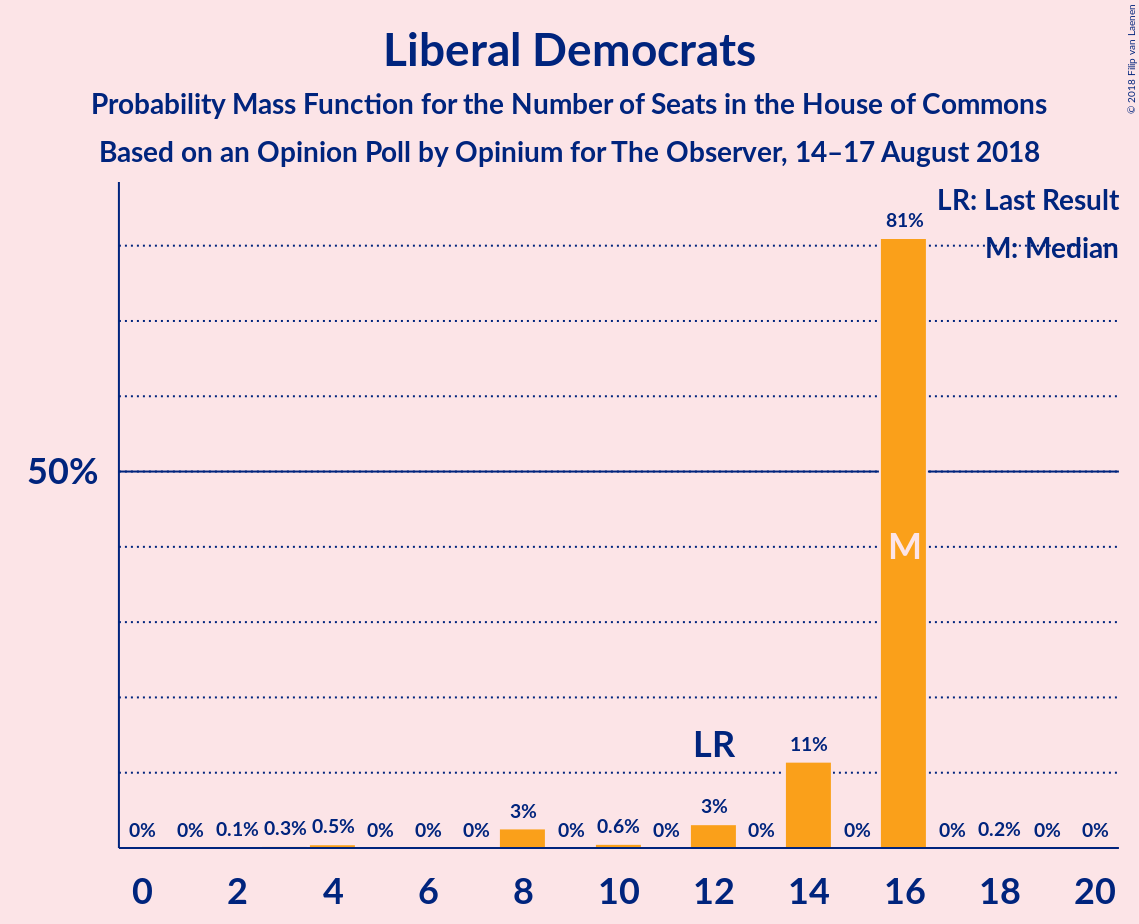 © 2018 Filip van Laenen
Liberal Democrats
Probability Mass Function for the Number of Seats in the House of Commons
Based on an Opinion Poll by Opinium for The Observer, 14–17 August 2018
LR: Last Result
M: Median
50%
0% 0% 0.1% 0.3% 0.5% 0% 0% 0% 3% 0% 0.6% 0% 3% 0% 11% 0% 81% 0% 0.2% 0% 0%
LR
M
0 2 4 6 8 10 12 14 16 18 20